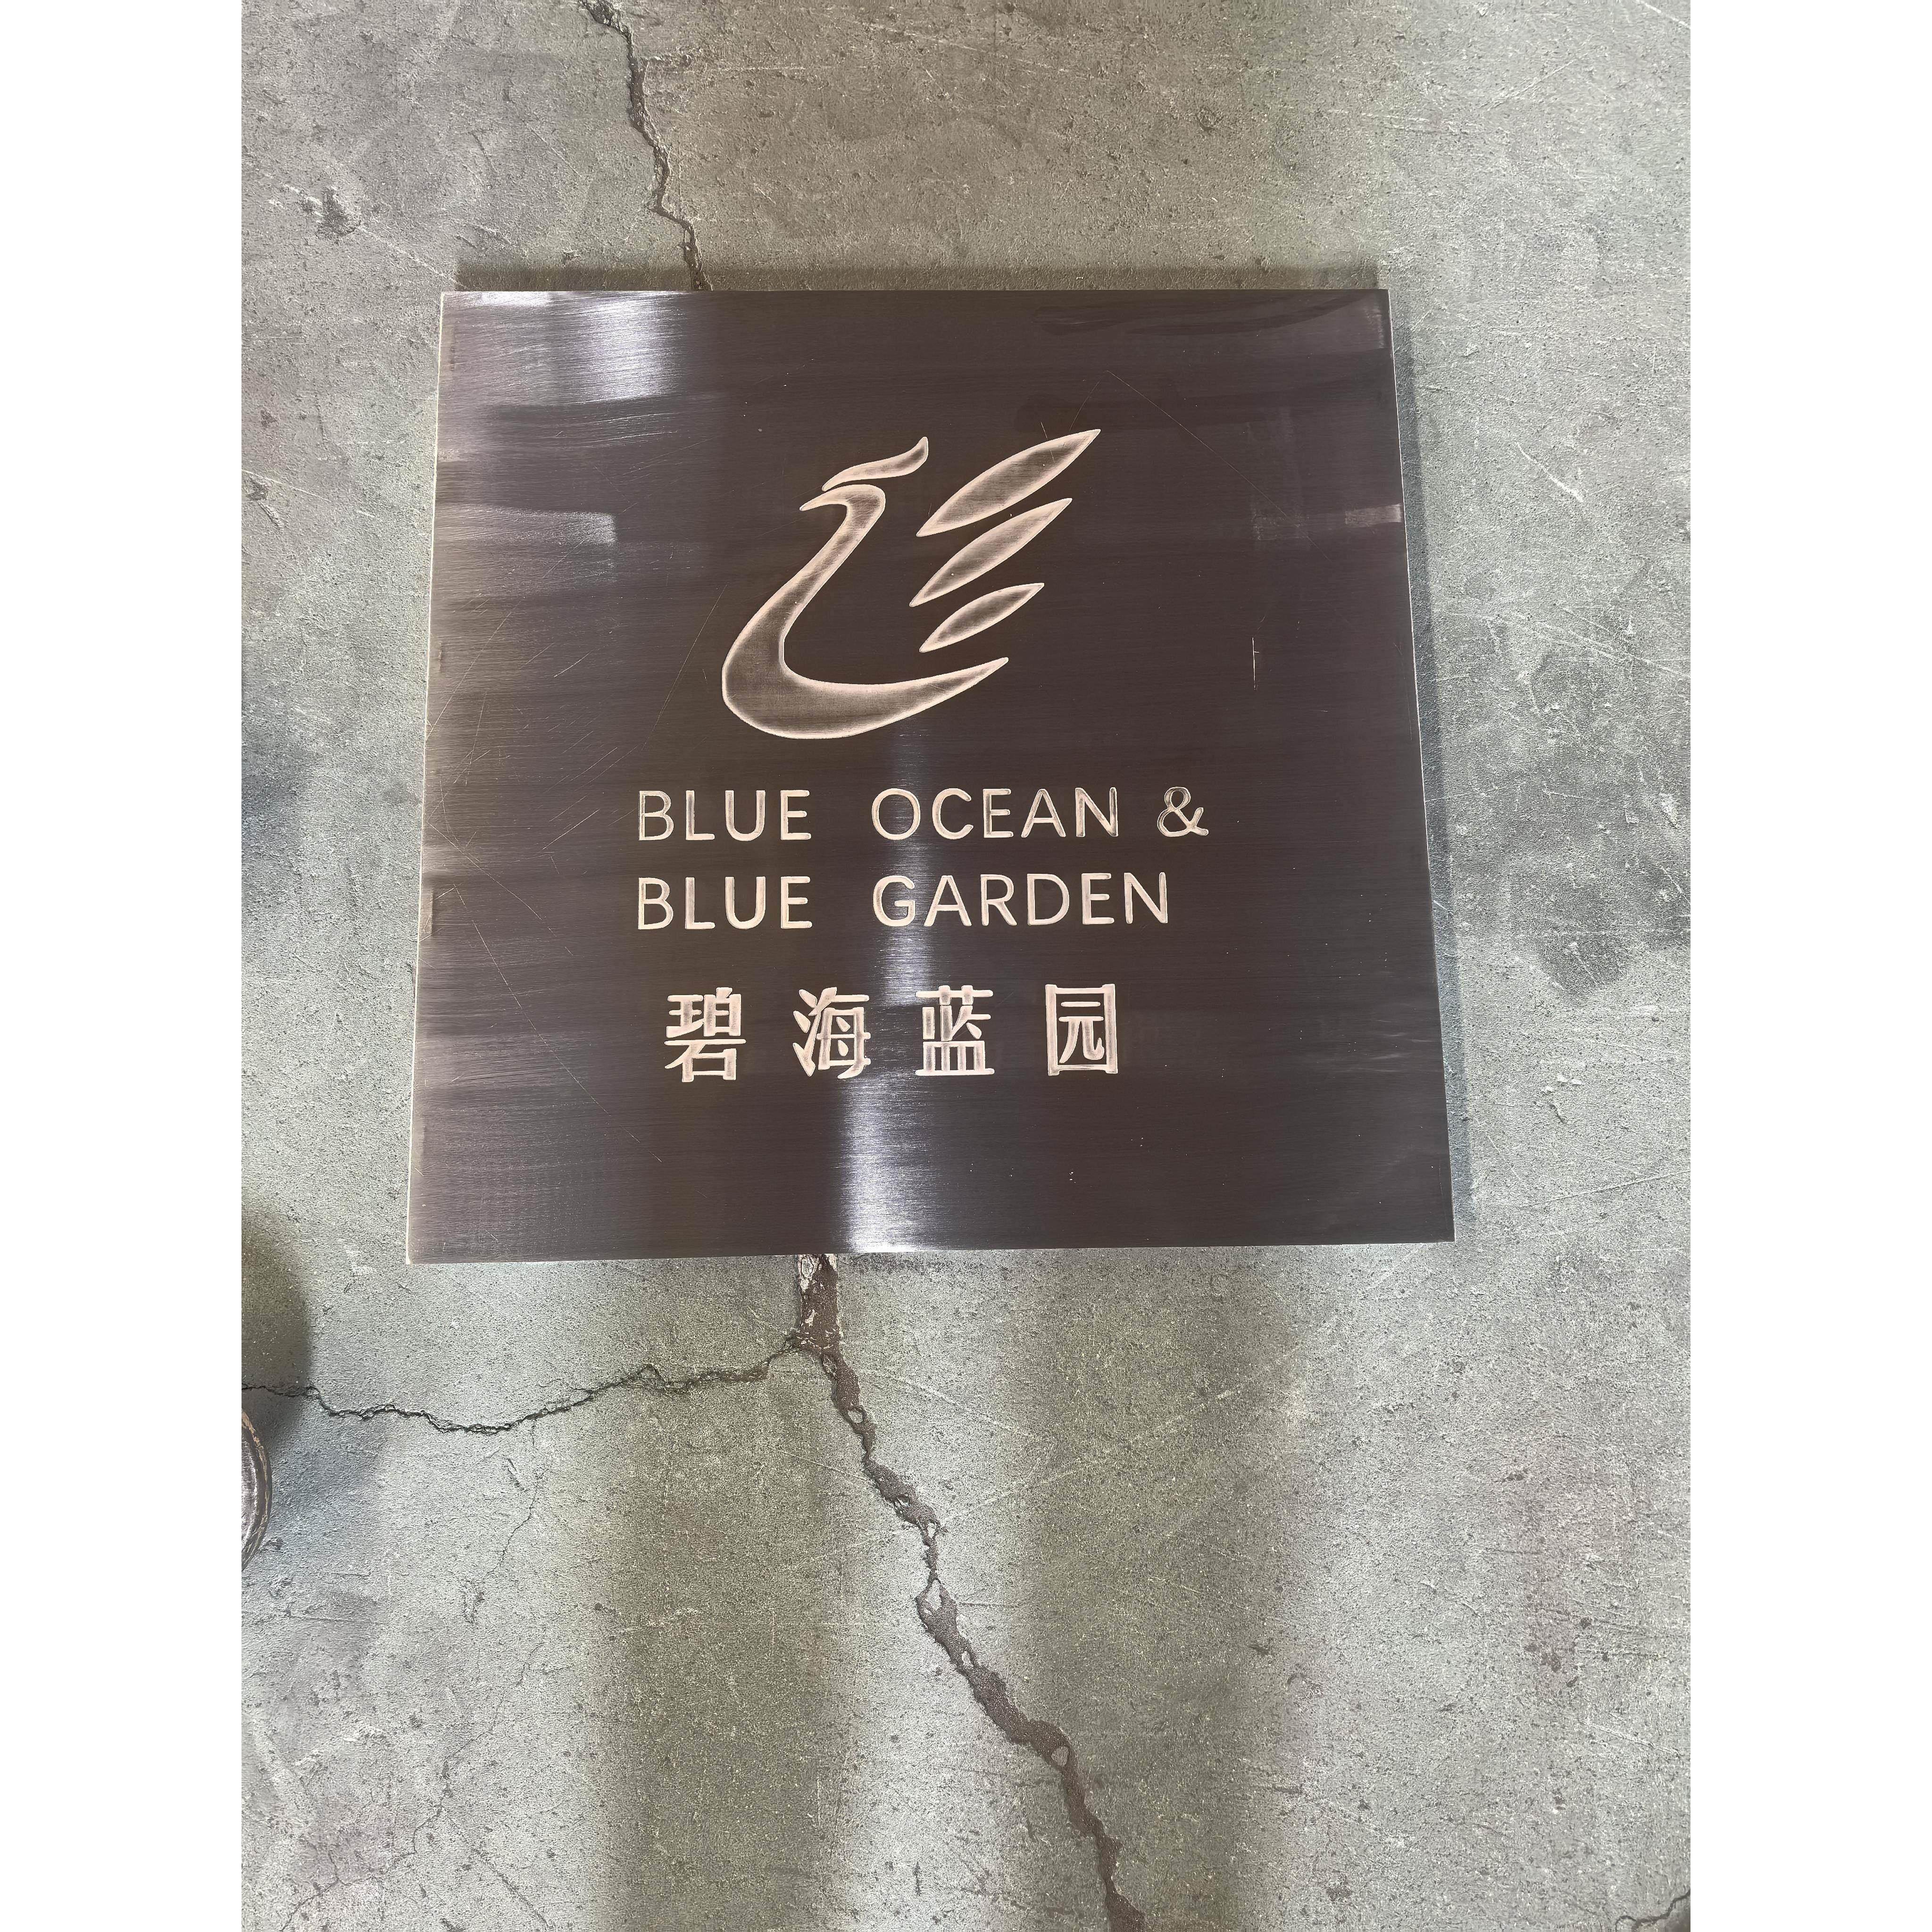 BLUE OCEAN &
BLUE GARDEN
碧海蓝园